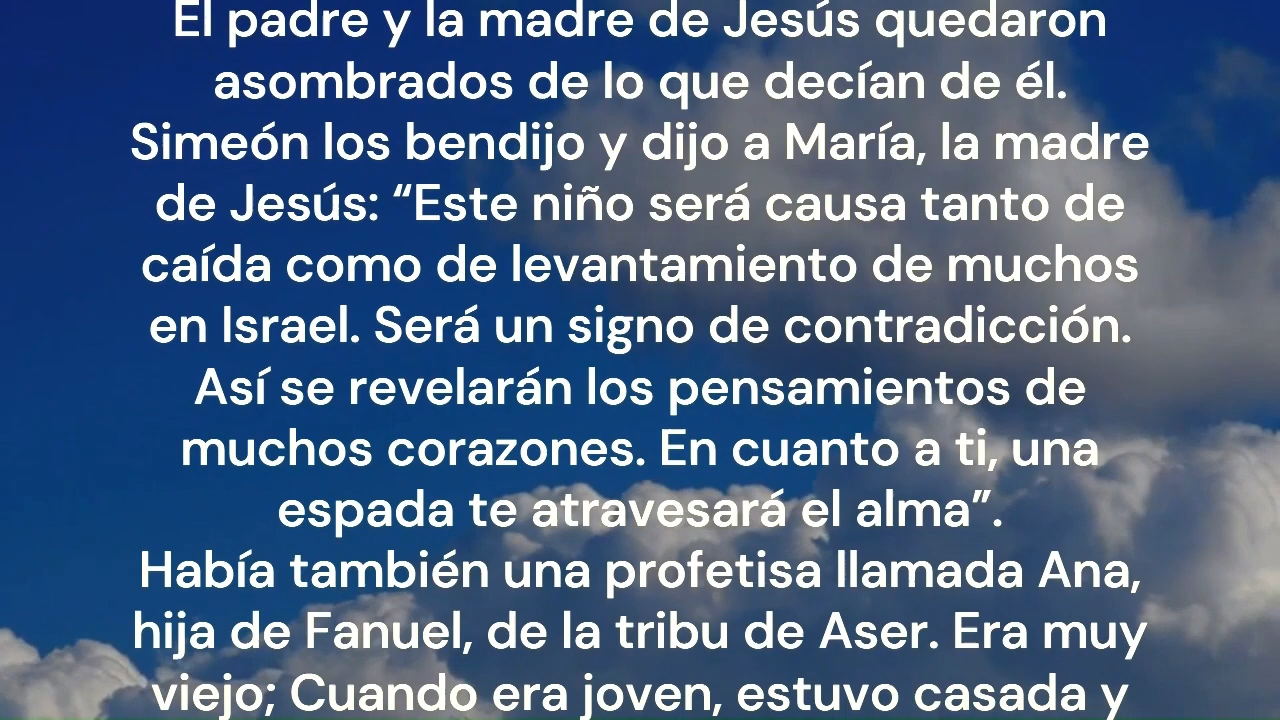 El padre y la madre de Jesús quedaron
asombrados de lo que decían de él.
Simeón los bendijo y dijo a María, la madre
de Jesús: “Este niño será causa tanto de
caída como de levantamiento de muchos
en Israel. Será un signo de contradicción.
Así se revelarán los pensamientos de
muchos corazones. En cuanto a ti, una
espada te atravesará el alma”.
Había también una profetisa llamada Ana,
hija de Fanuel, de la tribu de Aser. Era muy
viejo; Cuando era joven, estuvo casada y